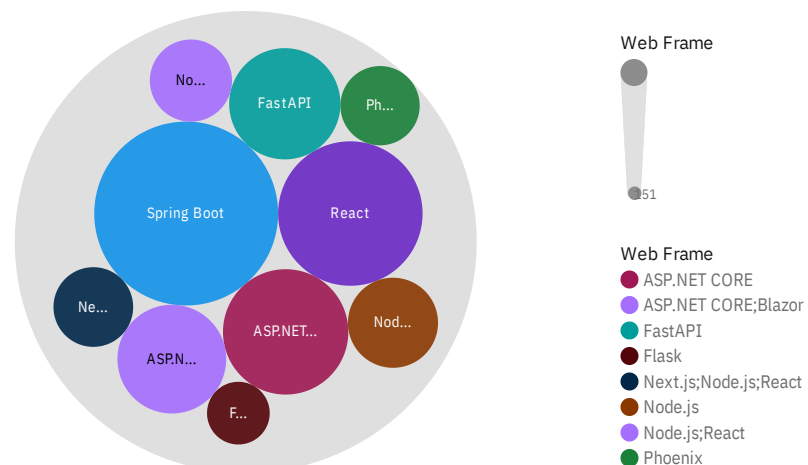 No...
FastAPI
Ph...
Spring Boot
React
Ne...
ASP.N...
ASP.NET...
Nod...
F...
Web Frame
151
Web Frame
ASP.NET CORE
ASP.NET CORE;Blazor
FastAPI
Flask
Next.js;Node.js;React
Node.js
Node.js;React
Phoenix